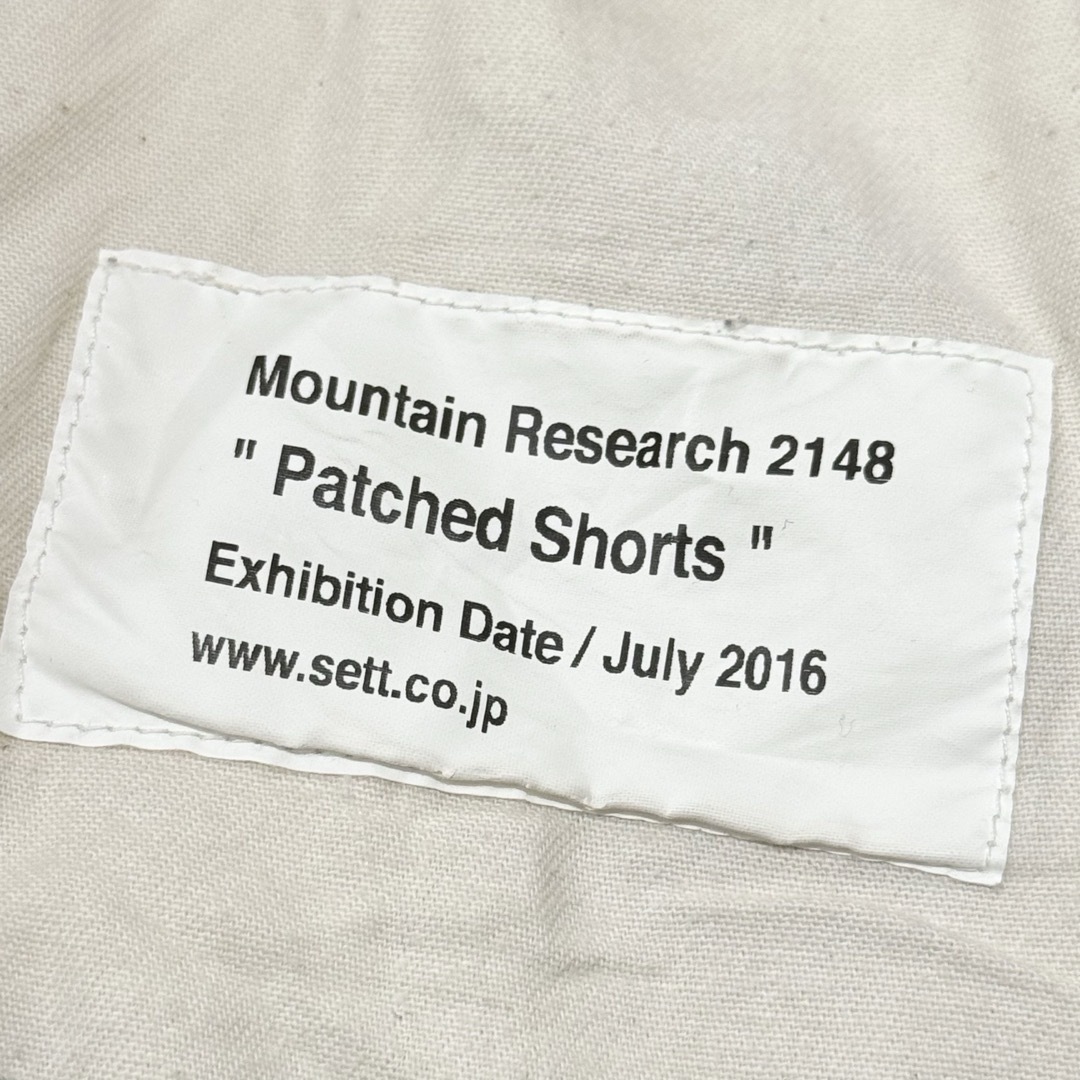 Mountain Research 2148
" Patched Shorts "
Exhibition Date / July 2016
www.sett.co.jp